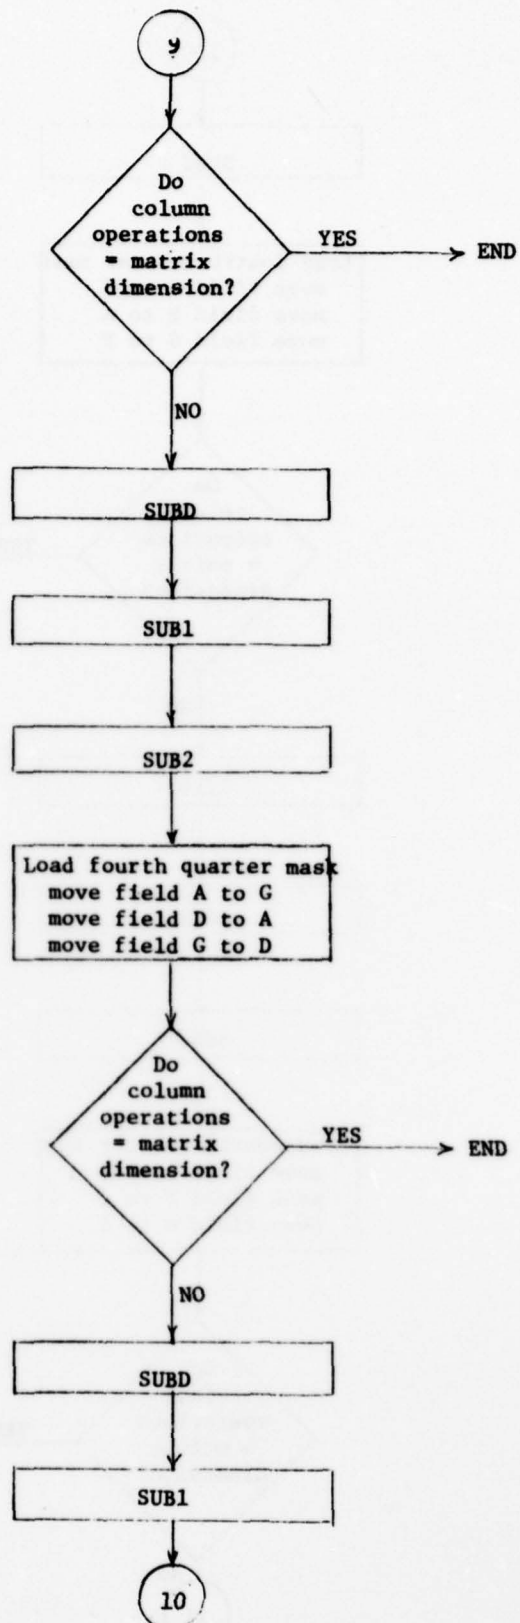 9
Do
column
operations
= matrix
dimension?
YES
END
NO
SUBD
SUB1
SUB2
Load fourth quarter mask
move field A to G
move field D to A
move field G to D
Do
column
operations
= matrix
dimension?
YES
END
NO
SUBD
SUB1
10